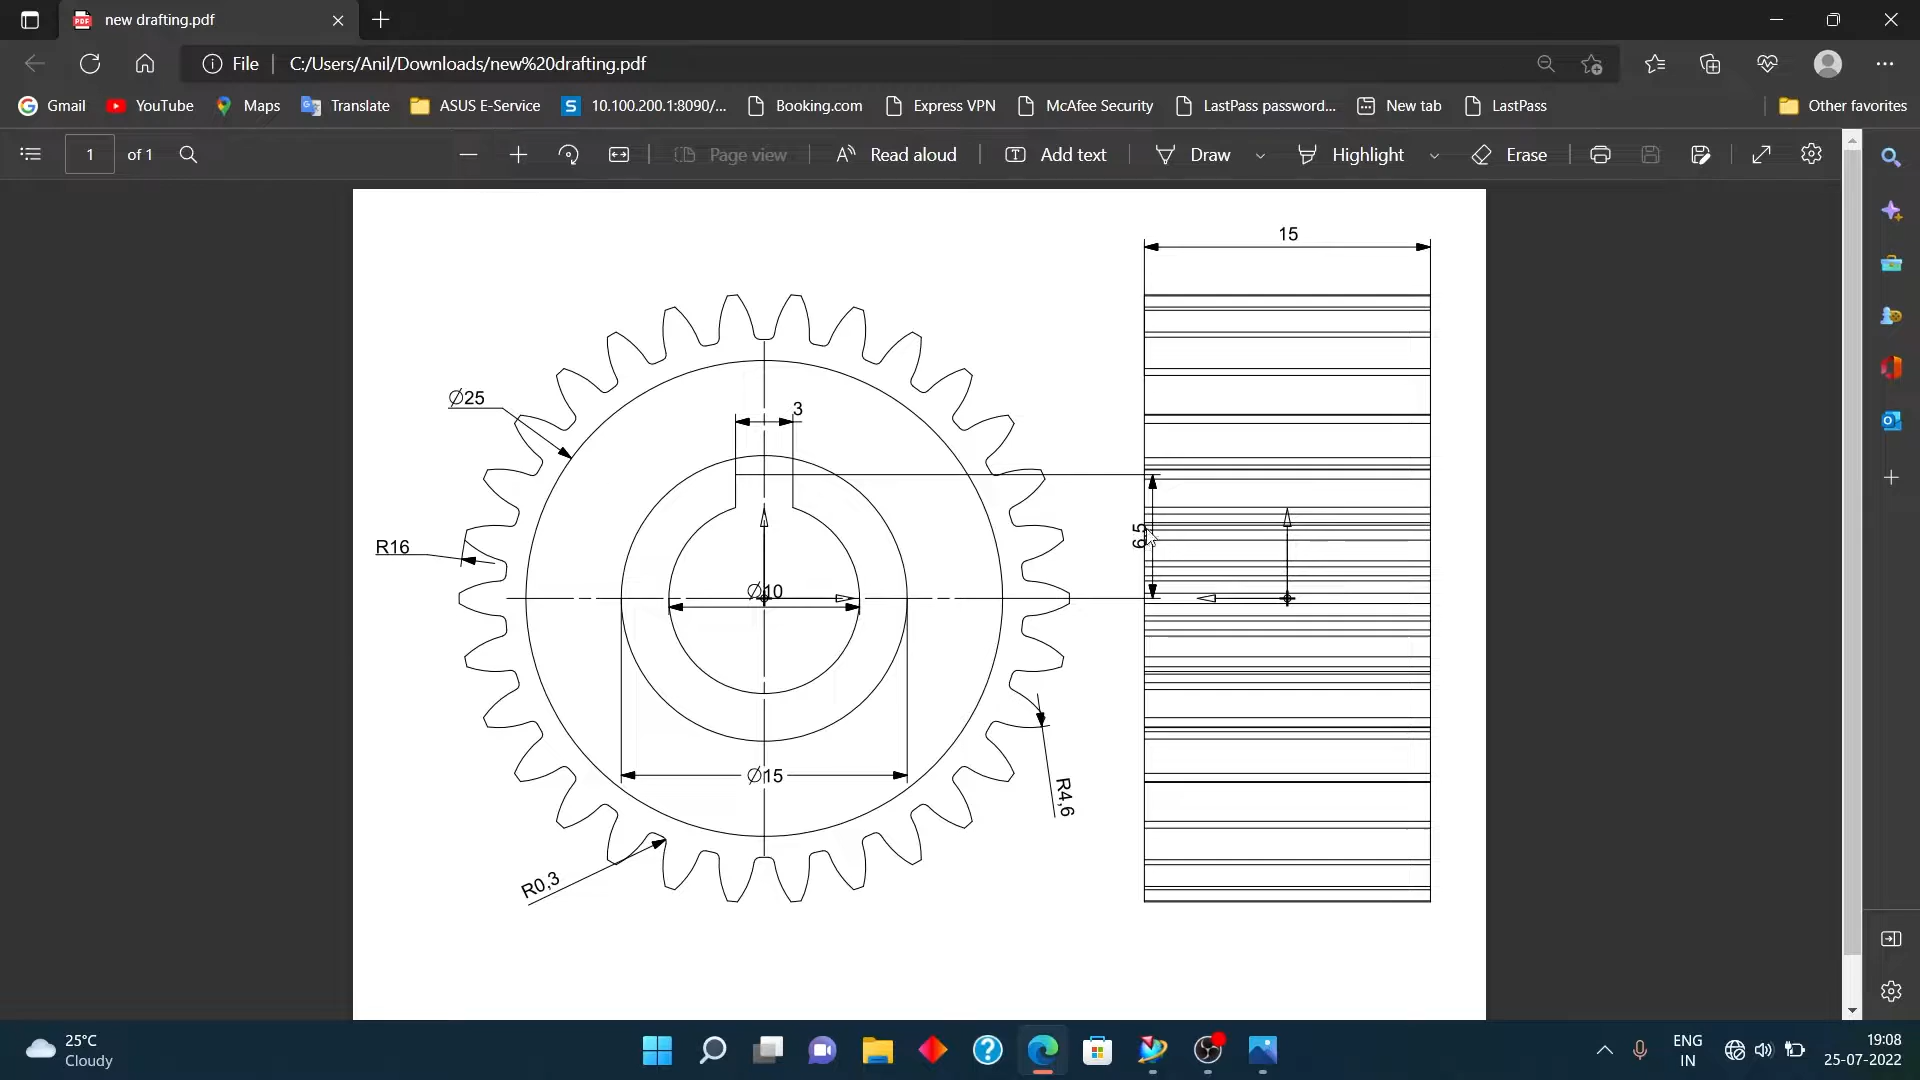 new drafting.pdf
File
C:/Users/Anil/Downloads/new%20drafting.pdf
Gmail
YouTube
Maps
Translate
ASUS E-Service
10.100.200.1:8090/...
Booking.com
Express VPN
McAfee Security
LastPass password...
New tab
LastPass
Other favorites
1 of 1
Page view
Read aloud
Add text
Draw
Highlight
Erase
15
∅25
3
6,5
R16
∅10
∅15
R4,6
R0,3
25°C
Cloudy
ENG
IN
19:08
25-07-2022